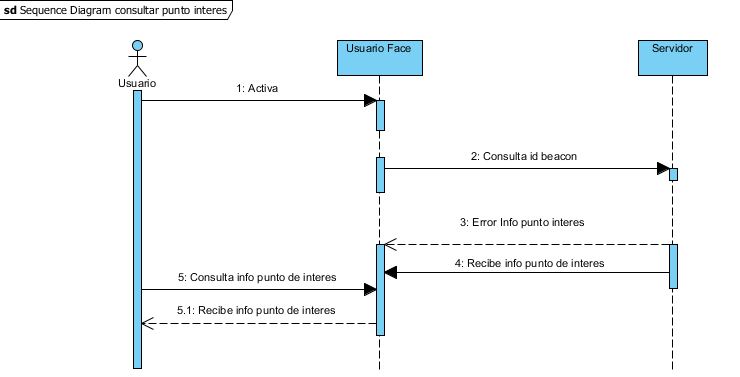 sd Sequence Diagram consultar punto interes
Usuario
Usuario Face
Servidor
1: Activa
2: Consulta id beacon
3: Error Info punto interes
4: Recibe info punto de interes
5: Consulta info punto de interes
5.1: Recibe info punto de interes